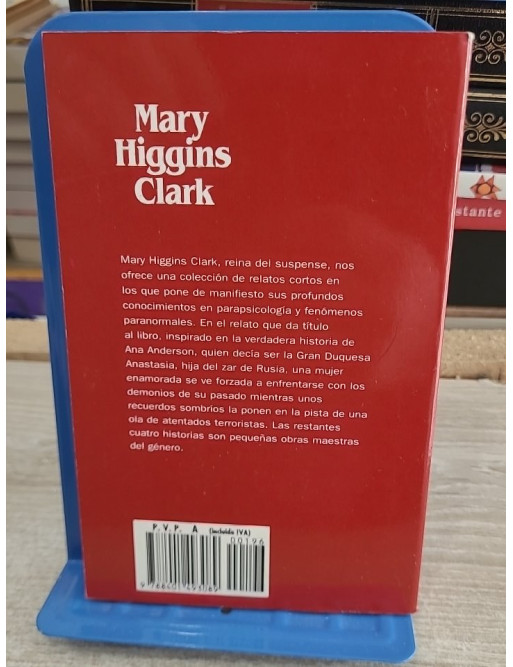 Mary
Higgins
Clark
Mary Higgins Clark, reina del suspense, nos
ofrece una colección de relatos cortos en
los que pone de manifiesto sus profundos
conocimientos en parapsicología y fenómenos
paranormales. En el relato que da título
al libro, inspirado en la verdadera historia de
Ana Anderson, quien decía ser la Gran Duquesa
Anastasia, hija del zar de Rusia, una mujer
enamorada se ve forzada a enfrentarse con los
demonios de su pasado mientras unos
recuerdos sombríos la ponen en la pista de una
ola de atentados terroristas. Las restantes
cuatro historias son pequeñas obras maestras
del género.
P.V.P. A (incluido IVA)
00196
9 788401 495069
stante